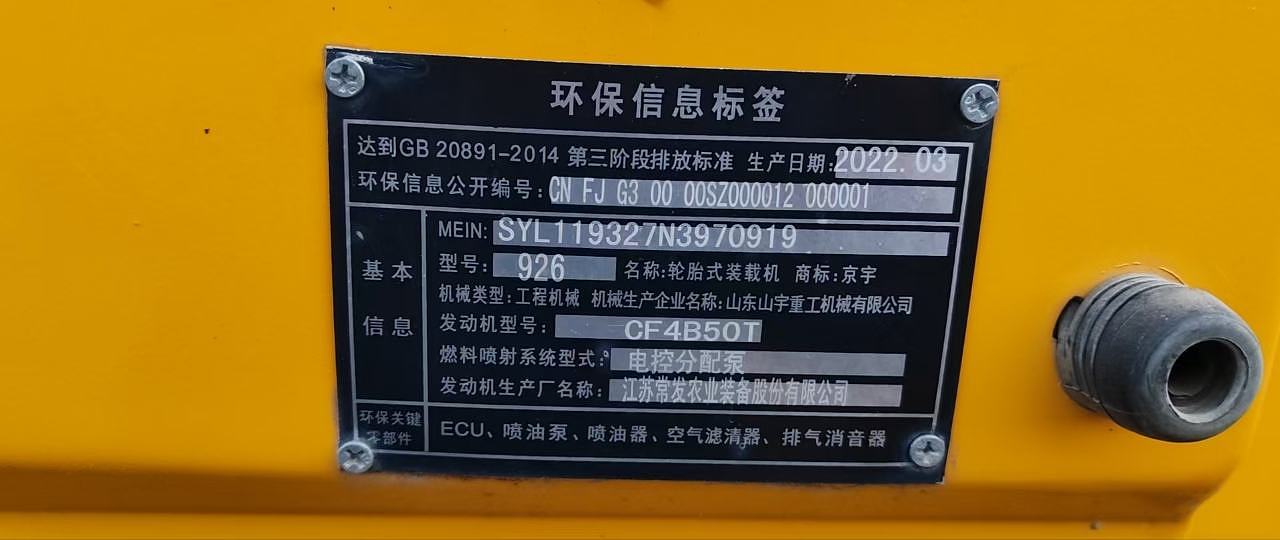 环保信息标签
达到GB 20891-2014 第三阶段排放标准 生产日期:2022.03
环保信息公开编号:CN FJ G3 00 00SZ000012 000001
基本信息
MEIN:SYL119327N3970919
型号:926 名称:轮胎式装载机 商标:京宇
机械类型:工程机械 机械生产企业名称:山东山宇重工机械有限公司
发动机型号:CF4B50T
燃料喷射系统型式:电控分配泵
发动机生产厂名称:江苏常发农业装备股份有限公司
环保关键零部件
ECU、喷油泵、喷油器、空气滤清器、排气消音器